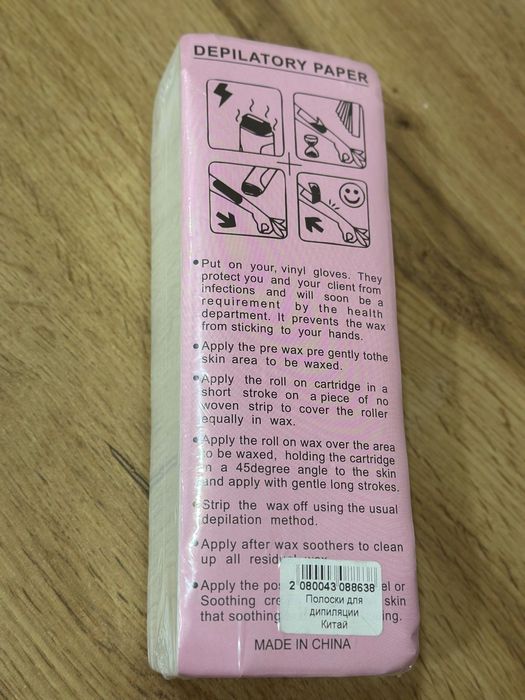 DEPILATORY PAPER
Put on your, vinyl gloves. They
protect you and your client from
infections and will soon be a
requirement by the health
department. It prevents the wax
from sticking to your hands.
Apply the pre wax pre gently tothe
skin area to be waxed.
Apply the roll on cartridge in a
short stroke on a piece of no
woven strip to cover the roller
equally in wax.
Apply the roll on wax over the area
to be waxed, holding the cartridge
in a 45degree angle to the skin
and apply with gentle long strokes.
Strip the wax off using the usual
depilation method.
Apply after wax soothers to clean
up all
Apply the or
Soothing skin
that soothing
2 080043 088638
Полоски для
дипиляции
Китай
MADE IN CHINA